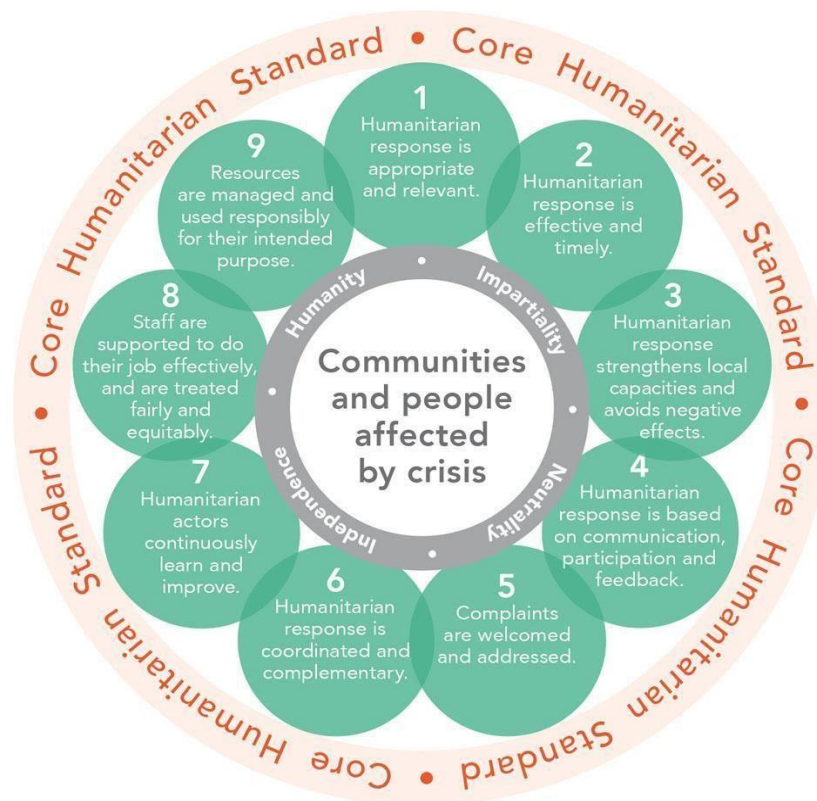 Core Humanitarian Standard • Core Humanitarian Standard • Core Humanitarian Standard • Core Humanitarian Standard •
1
Humanitarian
response is
appropriate
and relevant.
2
Humanitarian
response is
effective and
timely.
3
Humanitarian
response
strengthens local
capacities and
avoids negative
effects.
4
Humanitarian
response is based
on communication,
participation and
feedback.
5
Complaints
are welcomed
and addressed.
6
Humanitarian
response is
coordinated and
complementary.
7
Humanitarian
actors
continuously
learn and
improve.
8
Staff are
supported to do
their job effectively,
and are treated
fairly and
equitably.
9
Resources
are managed and
used responsibly
for their intended
purpose.
Humanity • Impartiality • Neutrality • Independence •
Communities
and people
affected
by crisis